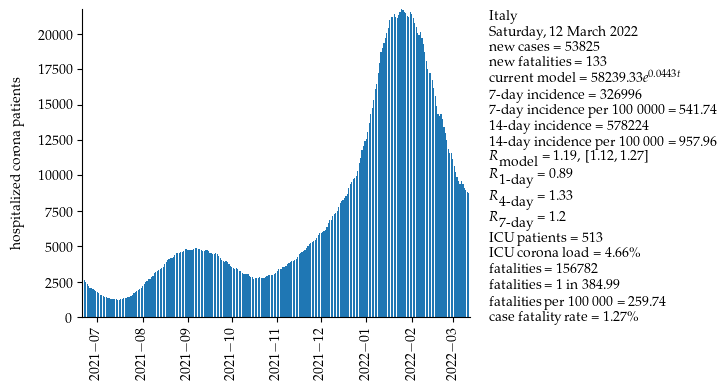 Italy
Saturday, 12 March 2022
new cases = 53825
new fatalities = 133
current model = 58239.33e^0.0443t
7-day incidence = 326996
7-day incidence per 100 0000 = 541.74
14-day incidence = 578224
14-day incidence per 100 000 = 957.96
R_model = 1.19, [1.12, 1.27]
R_1-day = 0.89
R_4-day = 1.33
R_7-day = 1.2
ICU patients = 513
ICU corona load = 4.66%
fatalities = 156782
fatalities = 1 in 384.99
fatalities per 100 000 = 259.74
case fatality rate = 1.27%
hospitalized corona patients
20000
17500
15000
12500
10000
7500
5000
2500
0
2021−07
2021−08
2021−09
2021−10
2021−11
2021−12
2022−01
2022−02
2022−03